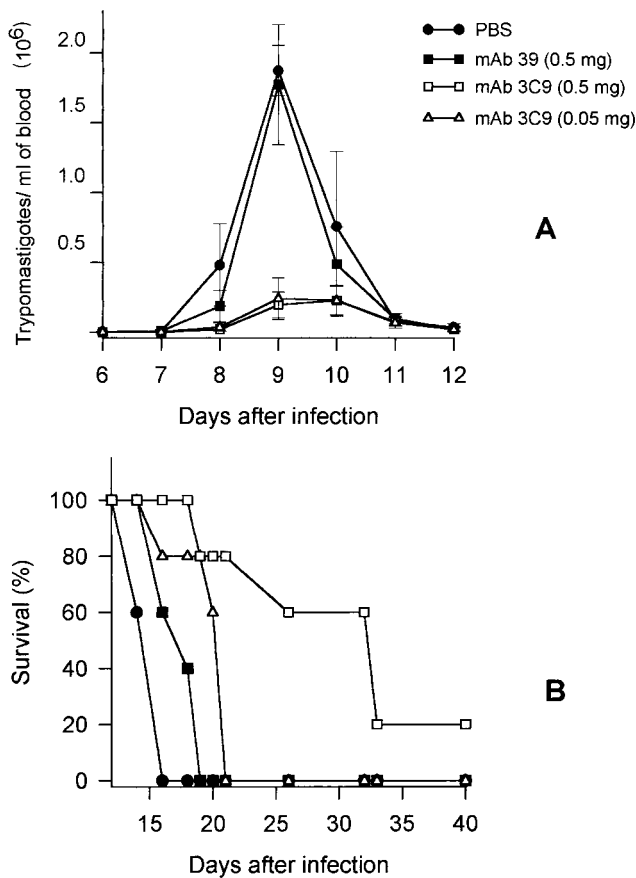 Trypomastigotes/ ml of blood (10⁶)
2.0
1.5
1.0
0.5
PBS
mAb 39 (0.5 mg)
mAb 3C9 (0.5 mg)
mAb 3C9 (0.05 mg)
A
6 7 8 9 10 11 12
Days after infection
Survival (%)
100
80
60
40
20
0
B
15 20 25 30 35 40
Days after infection